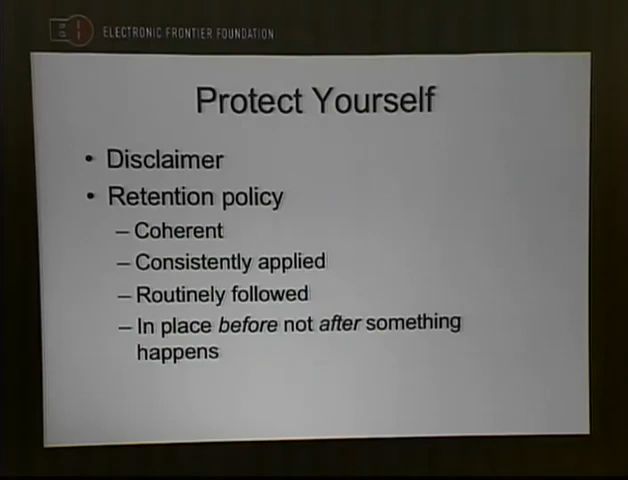 ELECTRONIC FRONTIER FOUNDATION
Protect Yourself
• Disclaimer
• Retention policy
– Coherent
– Consistently applied
– Routinely followed
– In place before not after something
happens